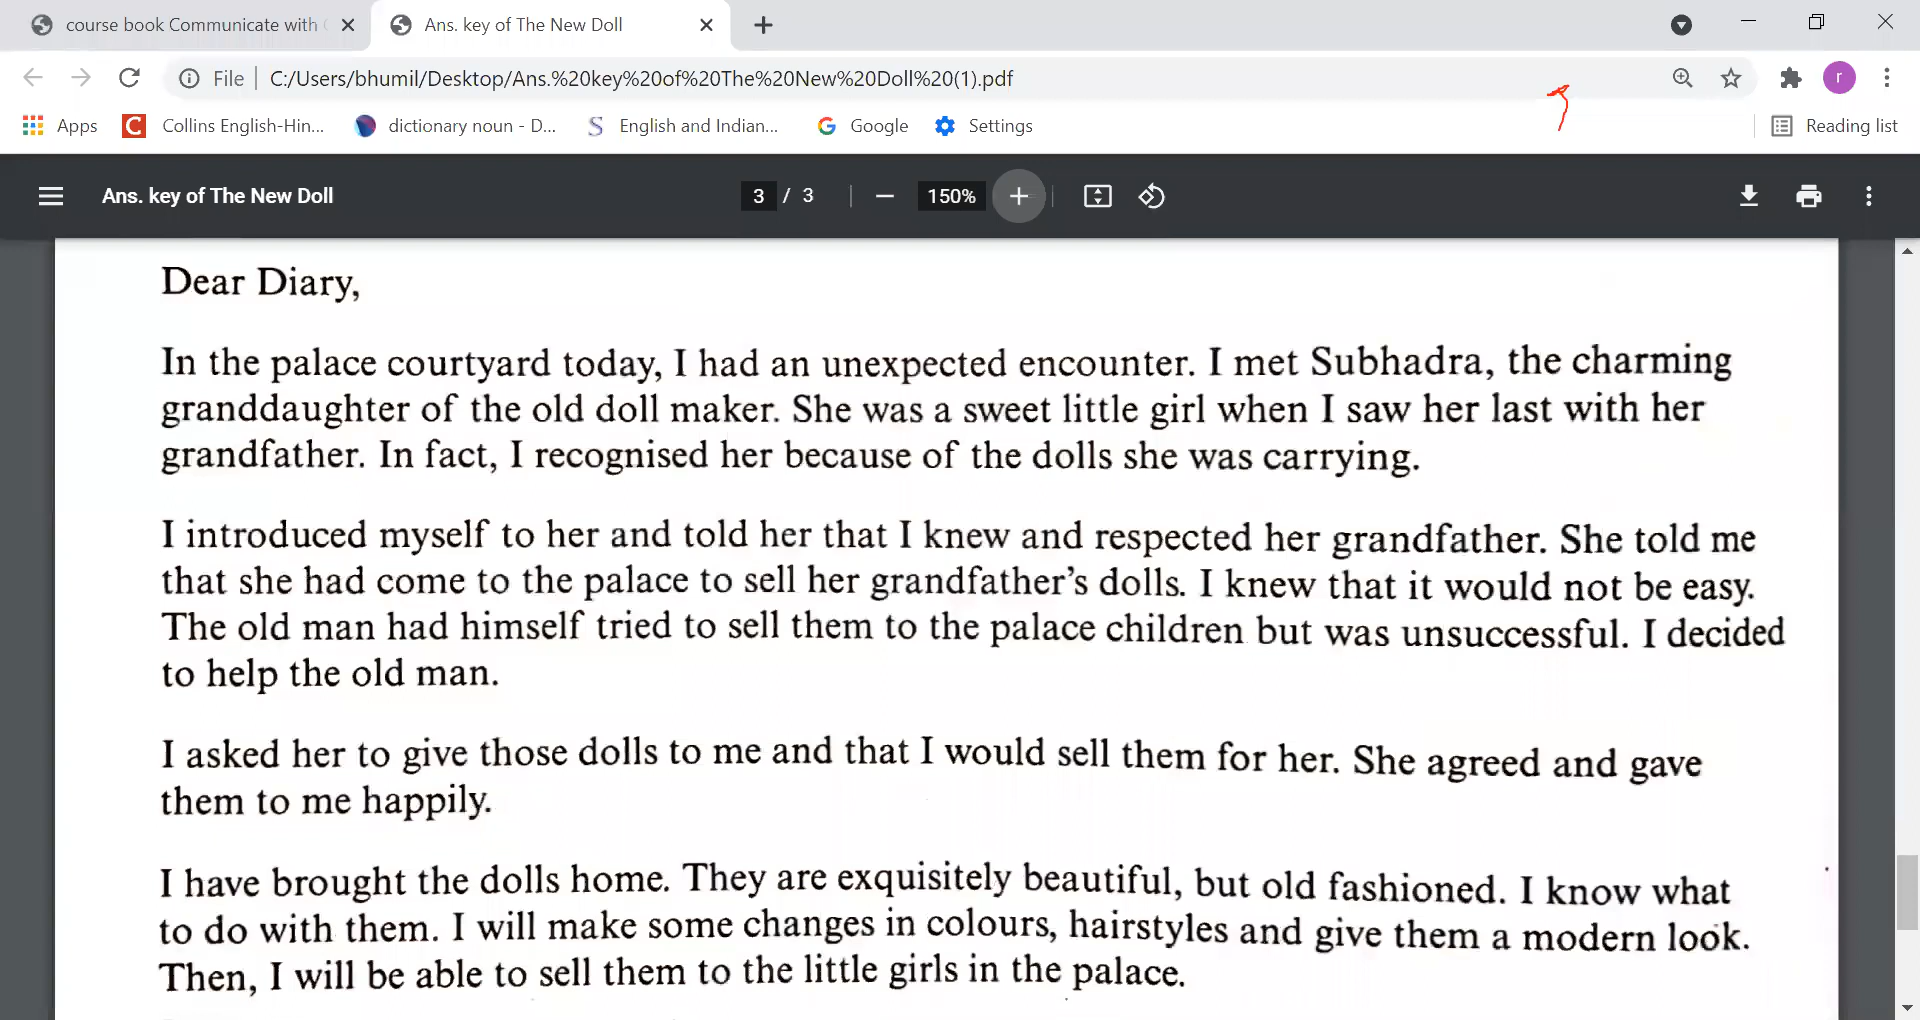 course book Communicate with
Ans. key of The New Doll
File
C:/Users/bhumil/Desktop/Ans.%20key%20of%20The%20New%20Doll%20(1).pdf
r
Apps
Collins English-Hin...
dictionary noun - D...
English and Indian...
Google
Settings
Reading list
Ans. key of The New Doll
3 / 3
150%
Dear Diary,
In the palace courtyard today, I had an unexpected encounter. I met Subhadra, the charming
granddaughter of the old doll maker. She was a sweet little girl when I saw her last with her
grandfather. In fact, I recognised her because of the dolls she was carrying.
I introduced myself to her and told her that I knew and respected her grandfather. She told me
that she had come to the palace to sell her grandfather's dolls. I knew that it would not be easy.
The old man had himself tried to sell them to the palace children but was unsuccessful. I decided
to help the old man.
I asked her to give those dolls to me and that I would sell them for her. She agreed and gave
them to me happily.
I have brought the dolls home. They are exquisitely beautiful, but old fashioned. I know what
to do with them. I will make some changes in colours, hairstyles and give them a modern look.
Then, I will be able to sell them to the little girls in the palace.